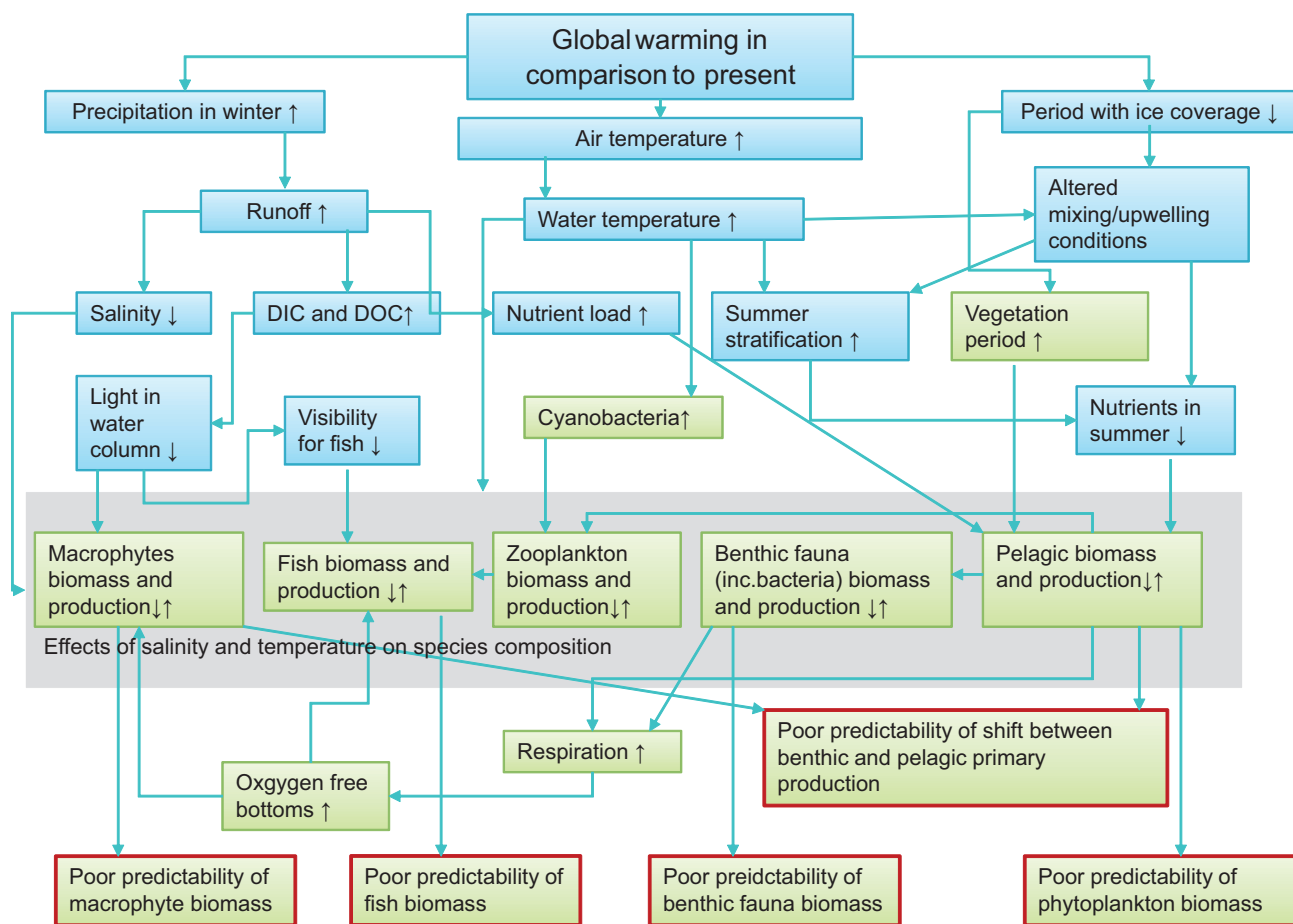 Global warming in
comparison to present
Precipitation in winter ↑
Air temperature ↑
Period with ice coverage ↓
Runoff ↑
Water temperature ↑
Altered
mixing/upwelling
conditions
Salinity ↓
DIC and DOC↑
Nutrient load ↑
Summer
stratification ↑
Vegetation
period ↑
Light in
water
column ↓
Visibility
for fish ↓
Cyanobacteria↑
Nutrients in
summer ↓
Macrophytes
biomass and
production↓↑
Fish biomass and
production ↓↑
Zooplankton
biomass and
production↓↑
Benthic fauna
(inc.bacteria) biomass
and production ↓↑
Pelagic biomass
and production↓↑
Effects of salinity and temperature on species composition
Respiration ↑
Poor predictability of shift between
benthic and pelagic primary
production
Oxgygen free
bottoms ↑
Poor predictability of
macrophyte biomass
Poor predictability of
fish biomass
Poor preidctability of
benthic fauna biomass
Poor predictability of
phytoplankton biomass